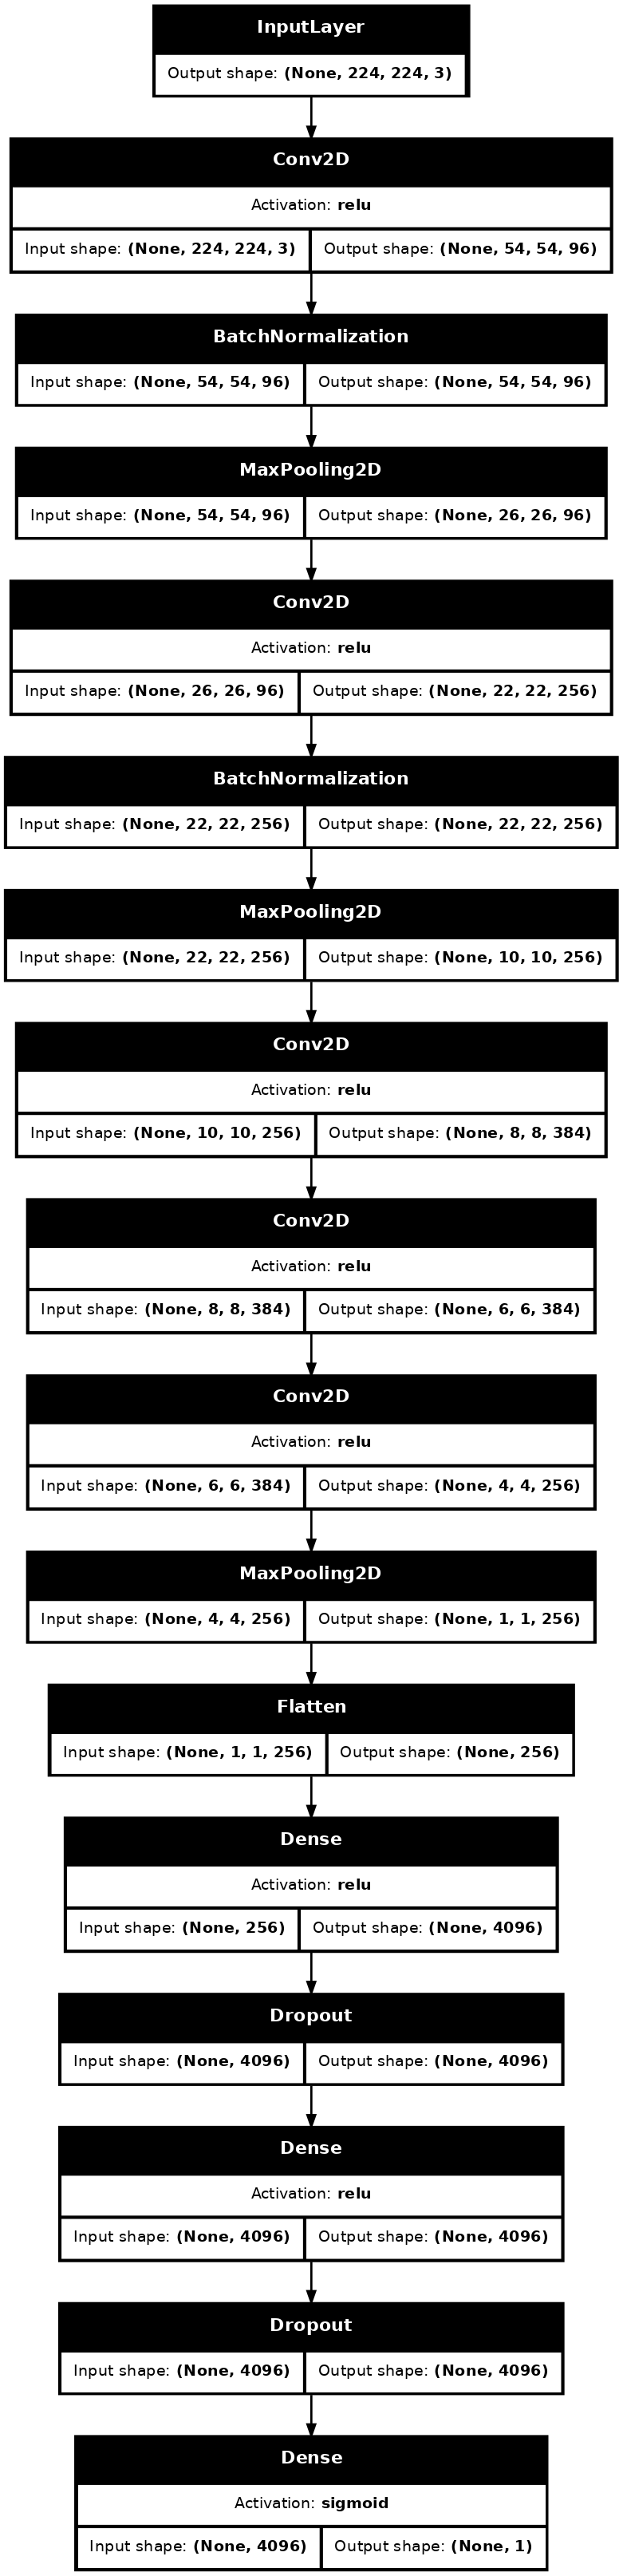 InputLayer
Output shape: (None, 224, 224, 3)
Conv2D
Activation: relu
Input shape: (None, 224, 224, 3) Output shape: (None, 54, 54, 96)
BatchNormalization
Input shape: (None, 54, 54, 96) Output shape: (None, 54, 54, 96)
MaxPooling2D
Input shape: (None, 54, 54, 96) Output shape: (None, 26, 26, 96)
Conv2D
Activation: relu
Input shape: (None, 26, 26, 96) Output shape: (None, 22, 22, 256)
BatchNormalization
Input shape: (None, 22, 22, 256) Output shape: (None, 22, 22, 256)
MaxPooling2D
Input shape: (None, 22, 22, 256) Output shape: (None, 10, 10, 256)
Conv2D
Activation: relu
Input shape: (None, 10, 10, 256) Output shape: (None, 8, 8, 384)
Conv2D
Activation: relu
Input shape: (None, 8, 8, 384) Output shape: (None, 6, 6, 384)
Conv2D
Activation: relu
Input shape: (None, 6, 6, 384) Output shape: (None, 4, 4, 256)
MaxPooling2D
Input shape: (None, 4, 4, 256) Output shape: (None, 1, 1, 256)
Flatten
Input shape: (None, 1, 1, 256) Output shape: (None, 256)
Dense
Activation: relu
Input shape: (None, 256) Output shape: (None, 4096)
Dropout
Input shape: (None, 4096) Output shape: (None, 4096)
Dense
Activation: relu
Input shape: (None, 4096) Output shape: (None, 4096)
Dropout
Input shape: (None, 4096) Output shape: (None, 4096)
Dense
Activation: sigmoid
Input shape: (None, 4096) Output shape: (None, 1)